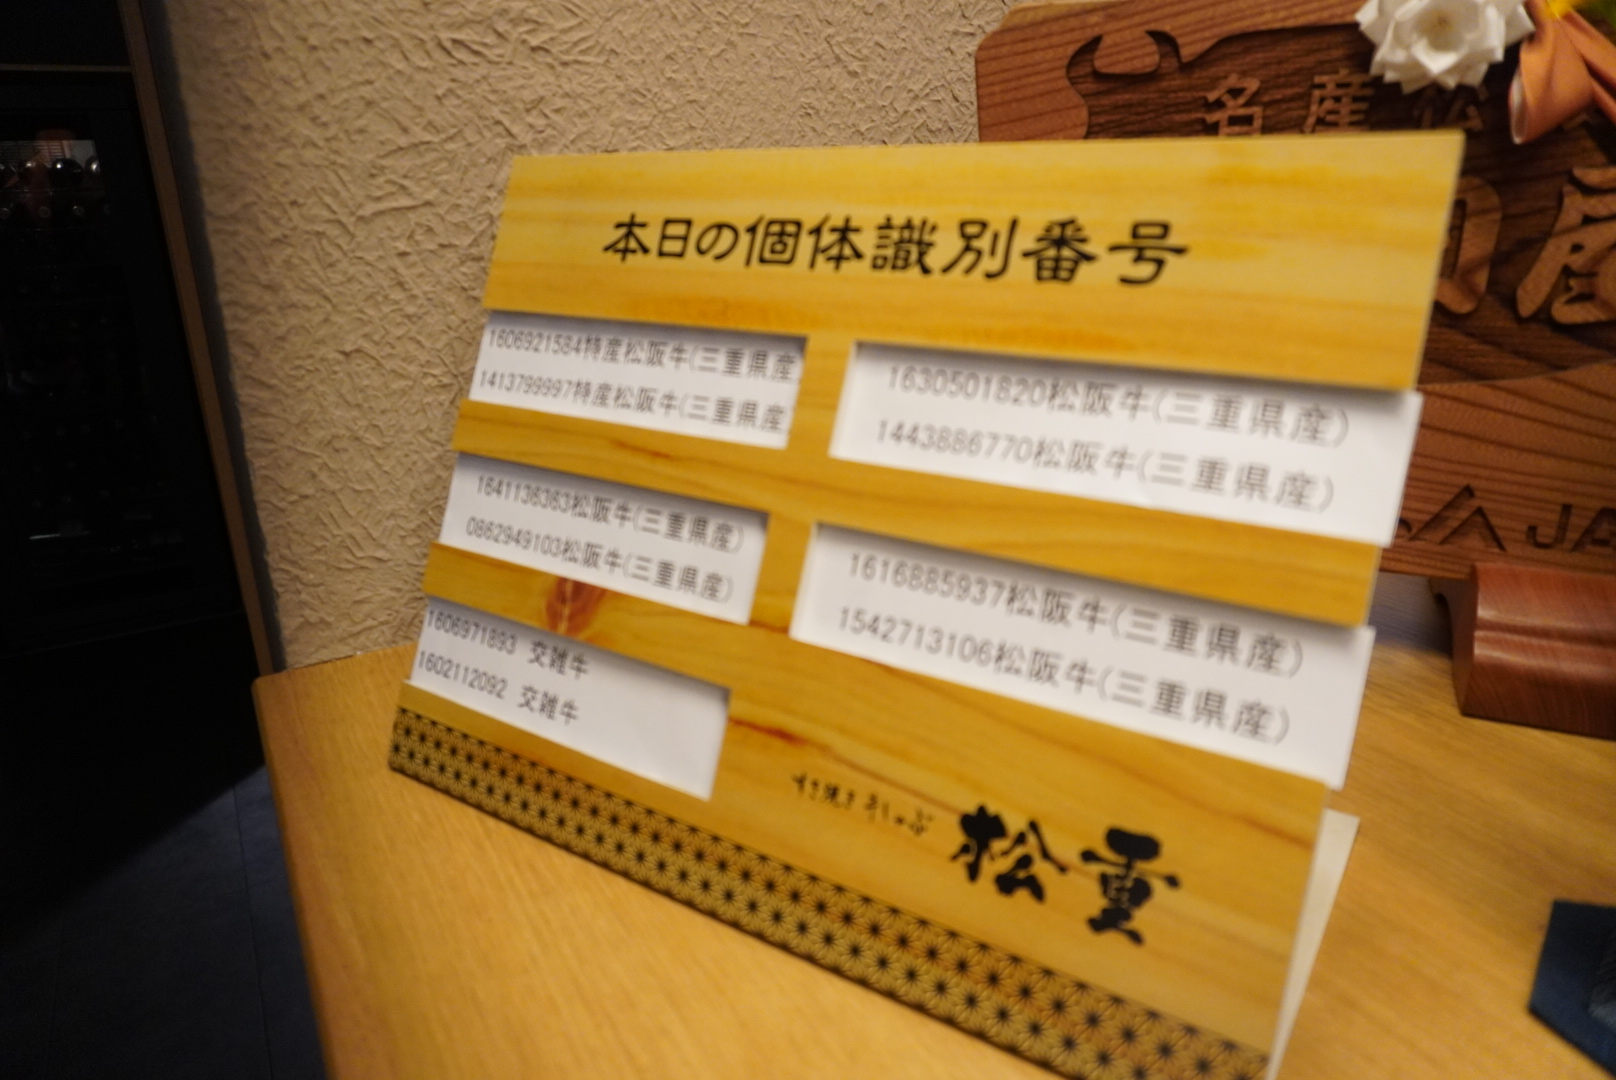 名産松
本日の個体識別番号
1606921584特産松阪牛(三重県産
1413799997特産松阪牛(三重県産
1630501820松阪牛(三重県産)
1443886770松阪牛(三重県産)
1641136363松阪牛(三重県産)
0862949103松阪牛(三重県産)
1616885937松阪牛(三重県産)
1542713106松阪牛(三重県産)
1606971893 交雑牛
1602112092 交雑牛
すき焼き しゃぶ
松重
JA